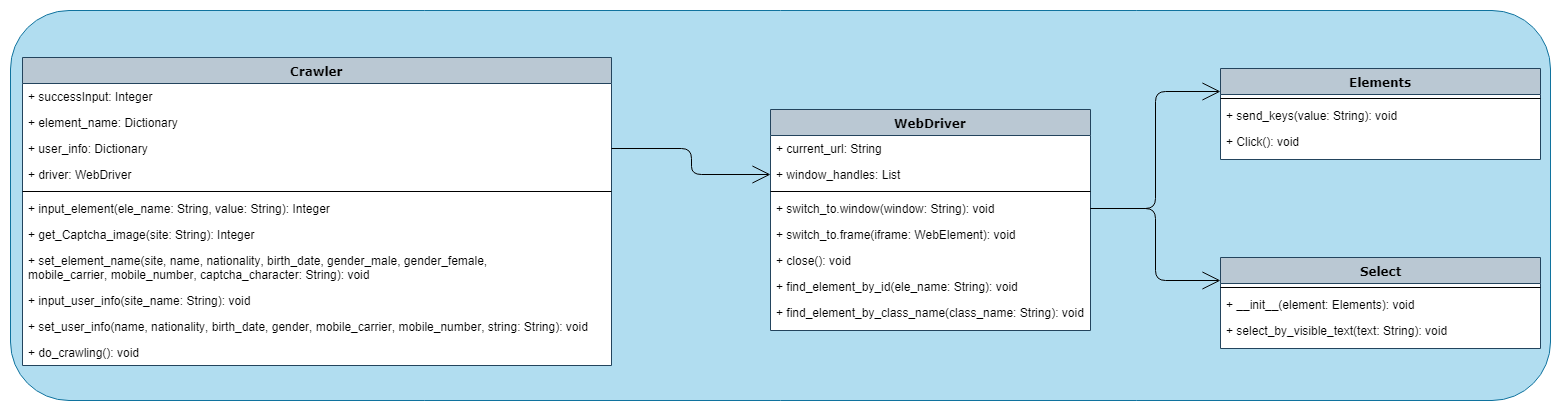 Crawler
+ successInput: Integer
+ element_name: Dictionary
+ user_info: Dictionary
+ driver: WebDriver
+ input_element(ele_name: String, value: String): Integer
+ get_Captcha_image(site: String): Integer
+ set_element_name(site, name, nationality, birth_date, gender_male, gender_female,
mobile_carrier, mobile_number, captcha_character: String): void
+ input_user_info(site_name: String): void
+ set_user_info(name, nationality, birth_date, gender, mobile_carrier, mobile_number, string: String): void
+ do_crawling(): void
WebDriver
+ current_url: String
+ window_handles: List
+ switch_to.window(window: String): void
+ switch_to.frame(iframe: WebElement): void
+ close(): void
+ find_element_by_id(ele_name: String): void
+ find_element_by_class_name(class_name: String): void
Elements
+ send_keys(value: String): void
+ Click(): void
Select
+ __init__(element: Elements): void
+ select_by_visible_text(text: String): void